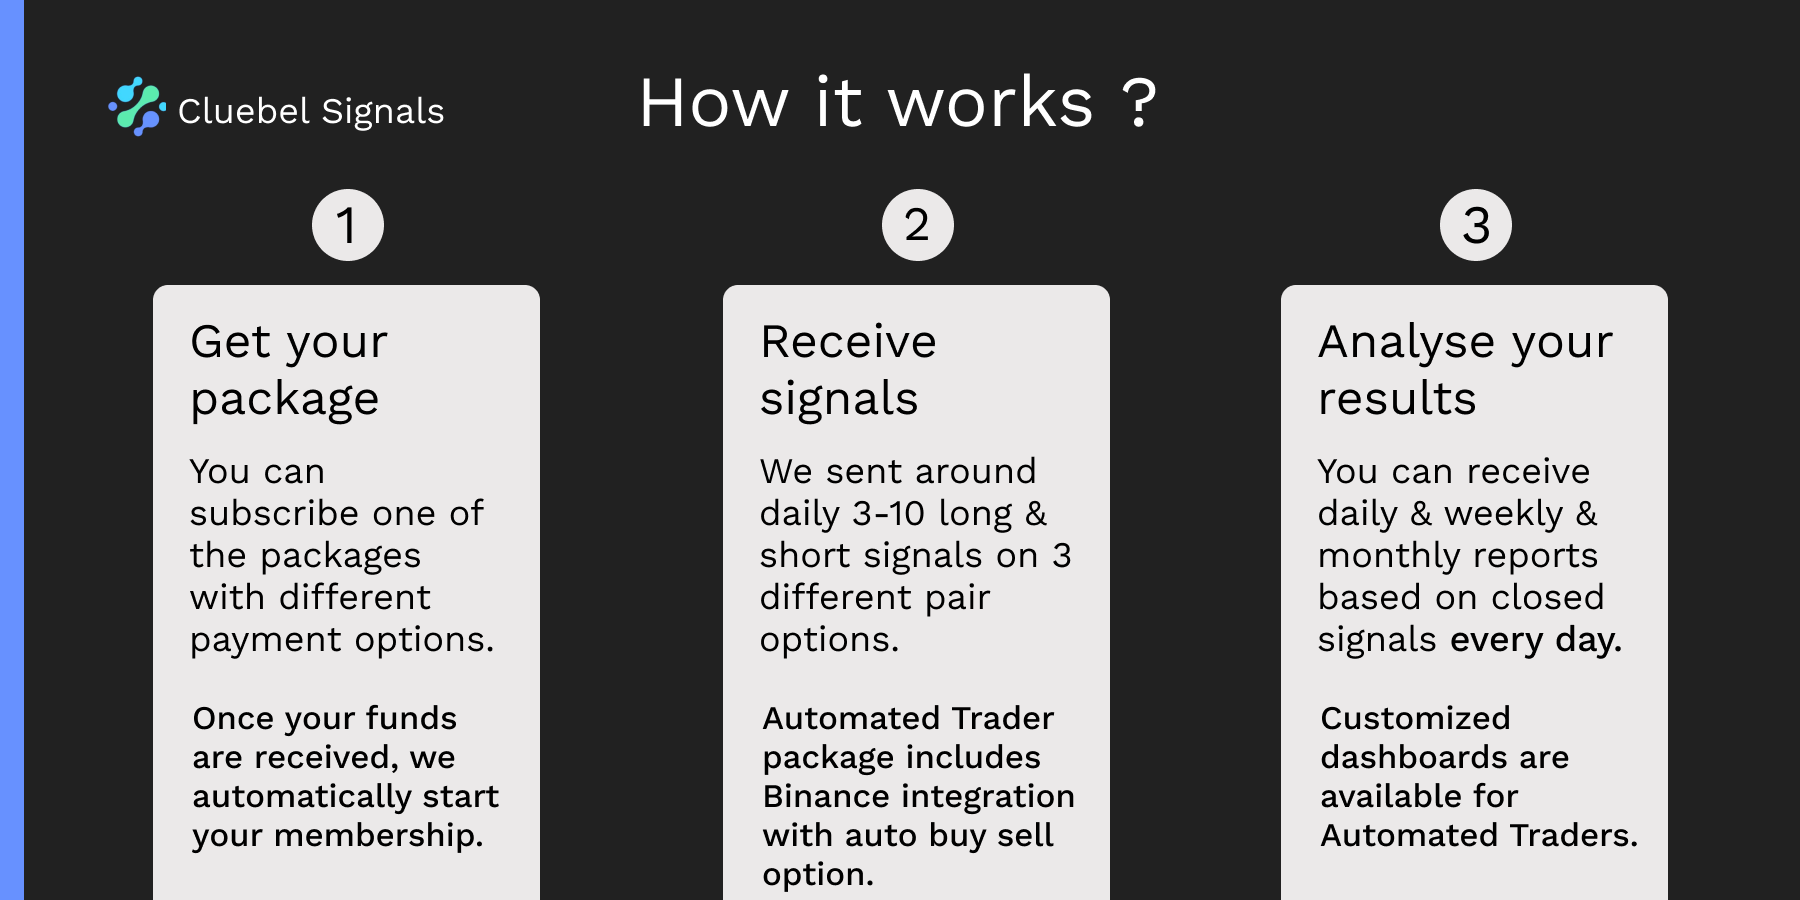 Cluebel Signals
How it works ?
1
Get your
package
You can
subscribe one of
the packages
with different
payment options.
Once your funds
are received, we
automatically start
your membership.
2
Receive
signals
We sent around
daily 3-10 long &
short signals on 3
different pair
options.
Automated Trader
package includes
Binance integration
with auto buy sell
option.
3
Analyse your
results
You can receive
daily & weekly &
monthly reports
based on closed
signals every day.
Customized
dashboards are
available for
Automated Traders.